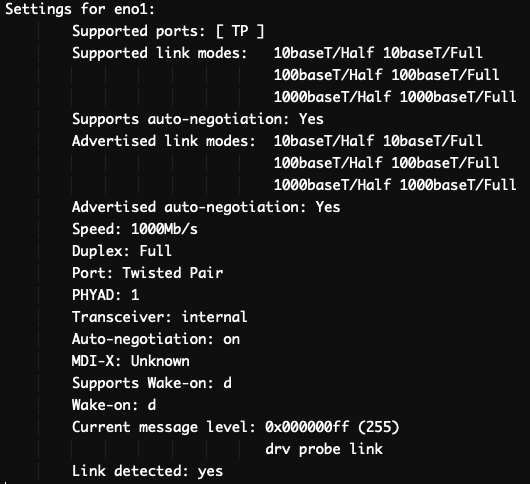 Settings for eno1:
Supported ports: [ TP ]
Supported link modes: 10baseT/Half 10baseT/Full
100baseT/Half 100baseT/Full
1000baseT/Half 1000baseT/Full
Supports auto-negotiation: Yes
Advertised link modes: 10baseT/Half 10baseT/Full
100baseT/Half 100baseT/Full
1000baseT/Half 1000baseT/Full
Advertised auto-negotiation: Yes
Speed: 1000Mb/s
Duplex: Full
Port: Twisted Pair
PHYAD: 1
Transceiver: internal
Auto-negotiation: on
MDI-X: Unknown
Supports Wake-on: d
Wake-on: d
Current message level: 0x000000ff (255)
drv probe link
Link detected: yes